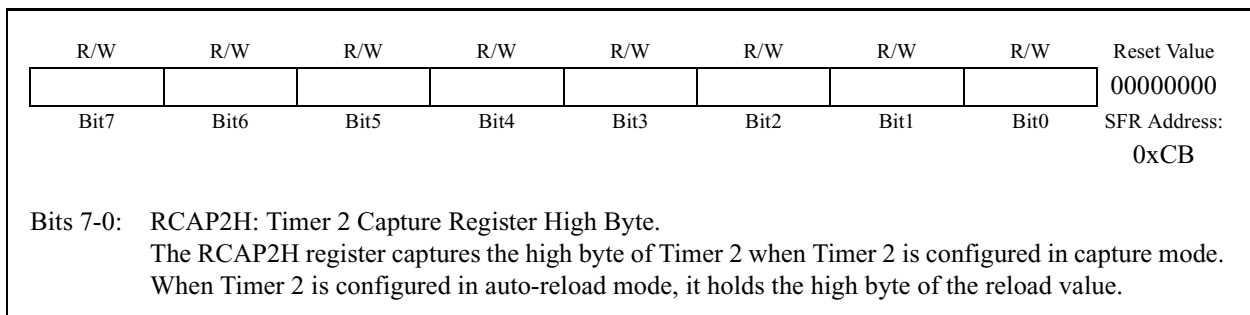 R/W R/W R/W R/W R/W R/W R/W R/W Reset Value
00000000
Bit7 Bit6 Bit5 Bit4 Bit3 Bit2 Bit1 Bit0 SFR Address:
0xCB
Bits 7-0: RCAP2H: Timer 2 Capture Register High Byte.
The RCAP2H register captures the high byte of Timer 2 when Timer 2 is configured in capture mode.
When Timer 2 is configured in auto-reload mode, it holds the high byte of the reload value.